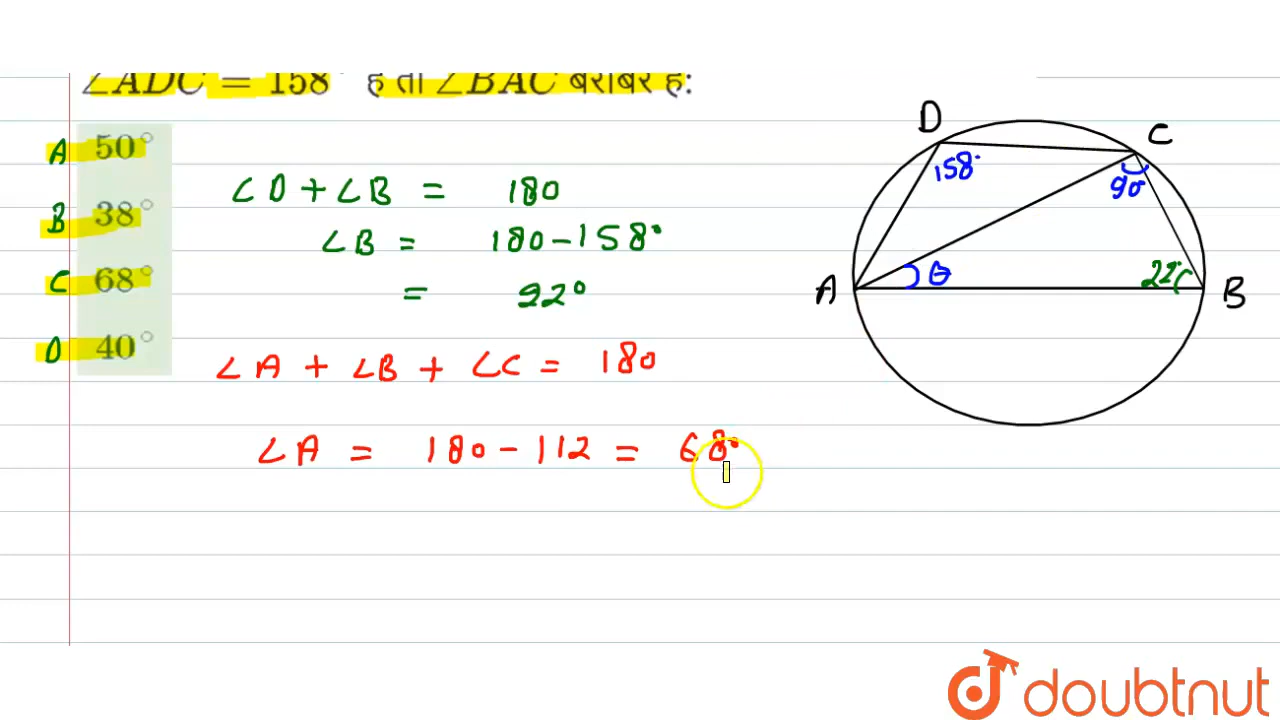 ∠ADC = 158° है तो ∠BAC बराबर है:
A 50°
B 38°
C 68°
D 40°
∠D + ∠B = 180
∠B = 180 - 158°
= 22°
∠A + ∠B + ∠C = 180
∠A = 180 - 112 = 68°
D
C
158°
90°
A
θ
22°
B
doubtnut